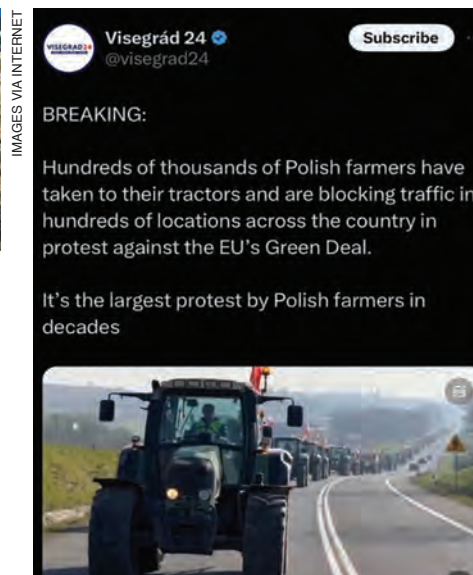 IMAGES VIA INTERNET
VISEGRAD24
Visegrád 24
@visegrad24
Subscribe
BREAKING:
Hundreds of thousands of Polish farmers have
taken to their tractors and are blocking traffic in
hundreds of locations across the country in
protest against the EU's Green Deal.
It's the largest protest by Polish farmers in
decades